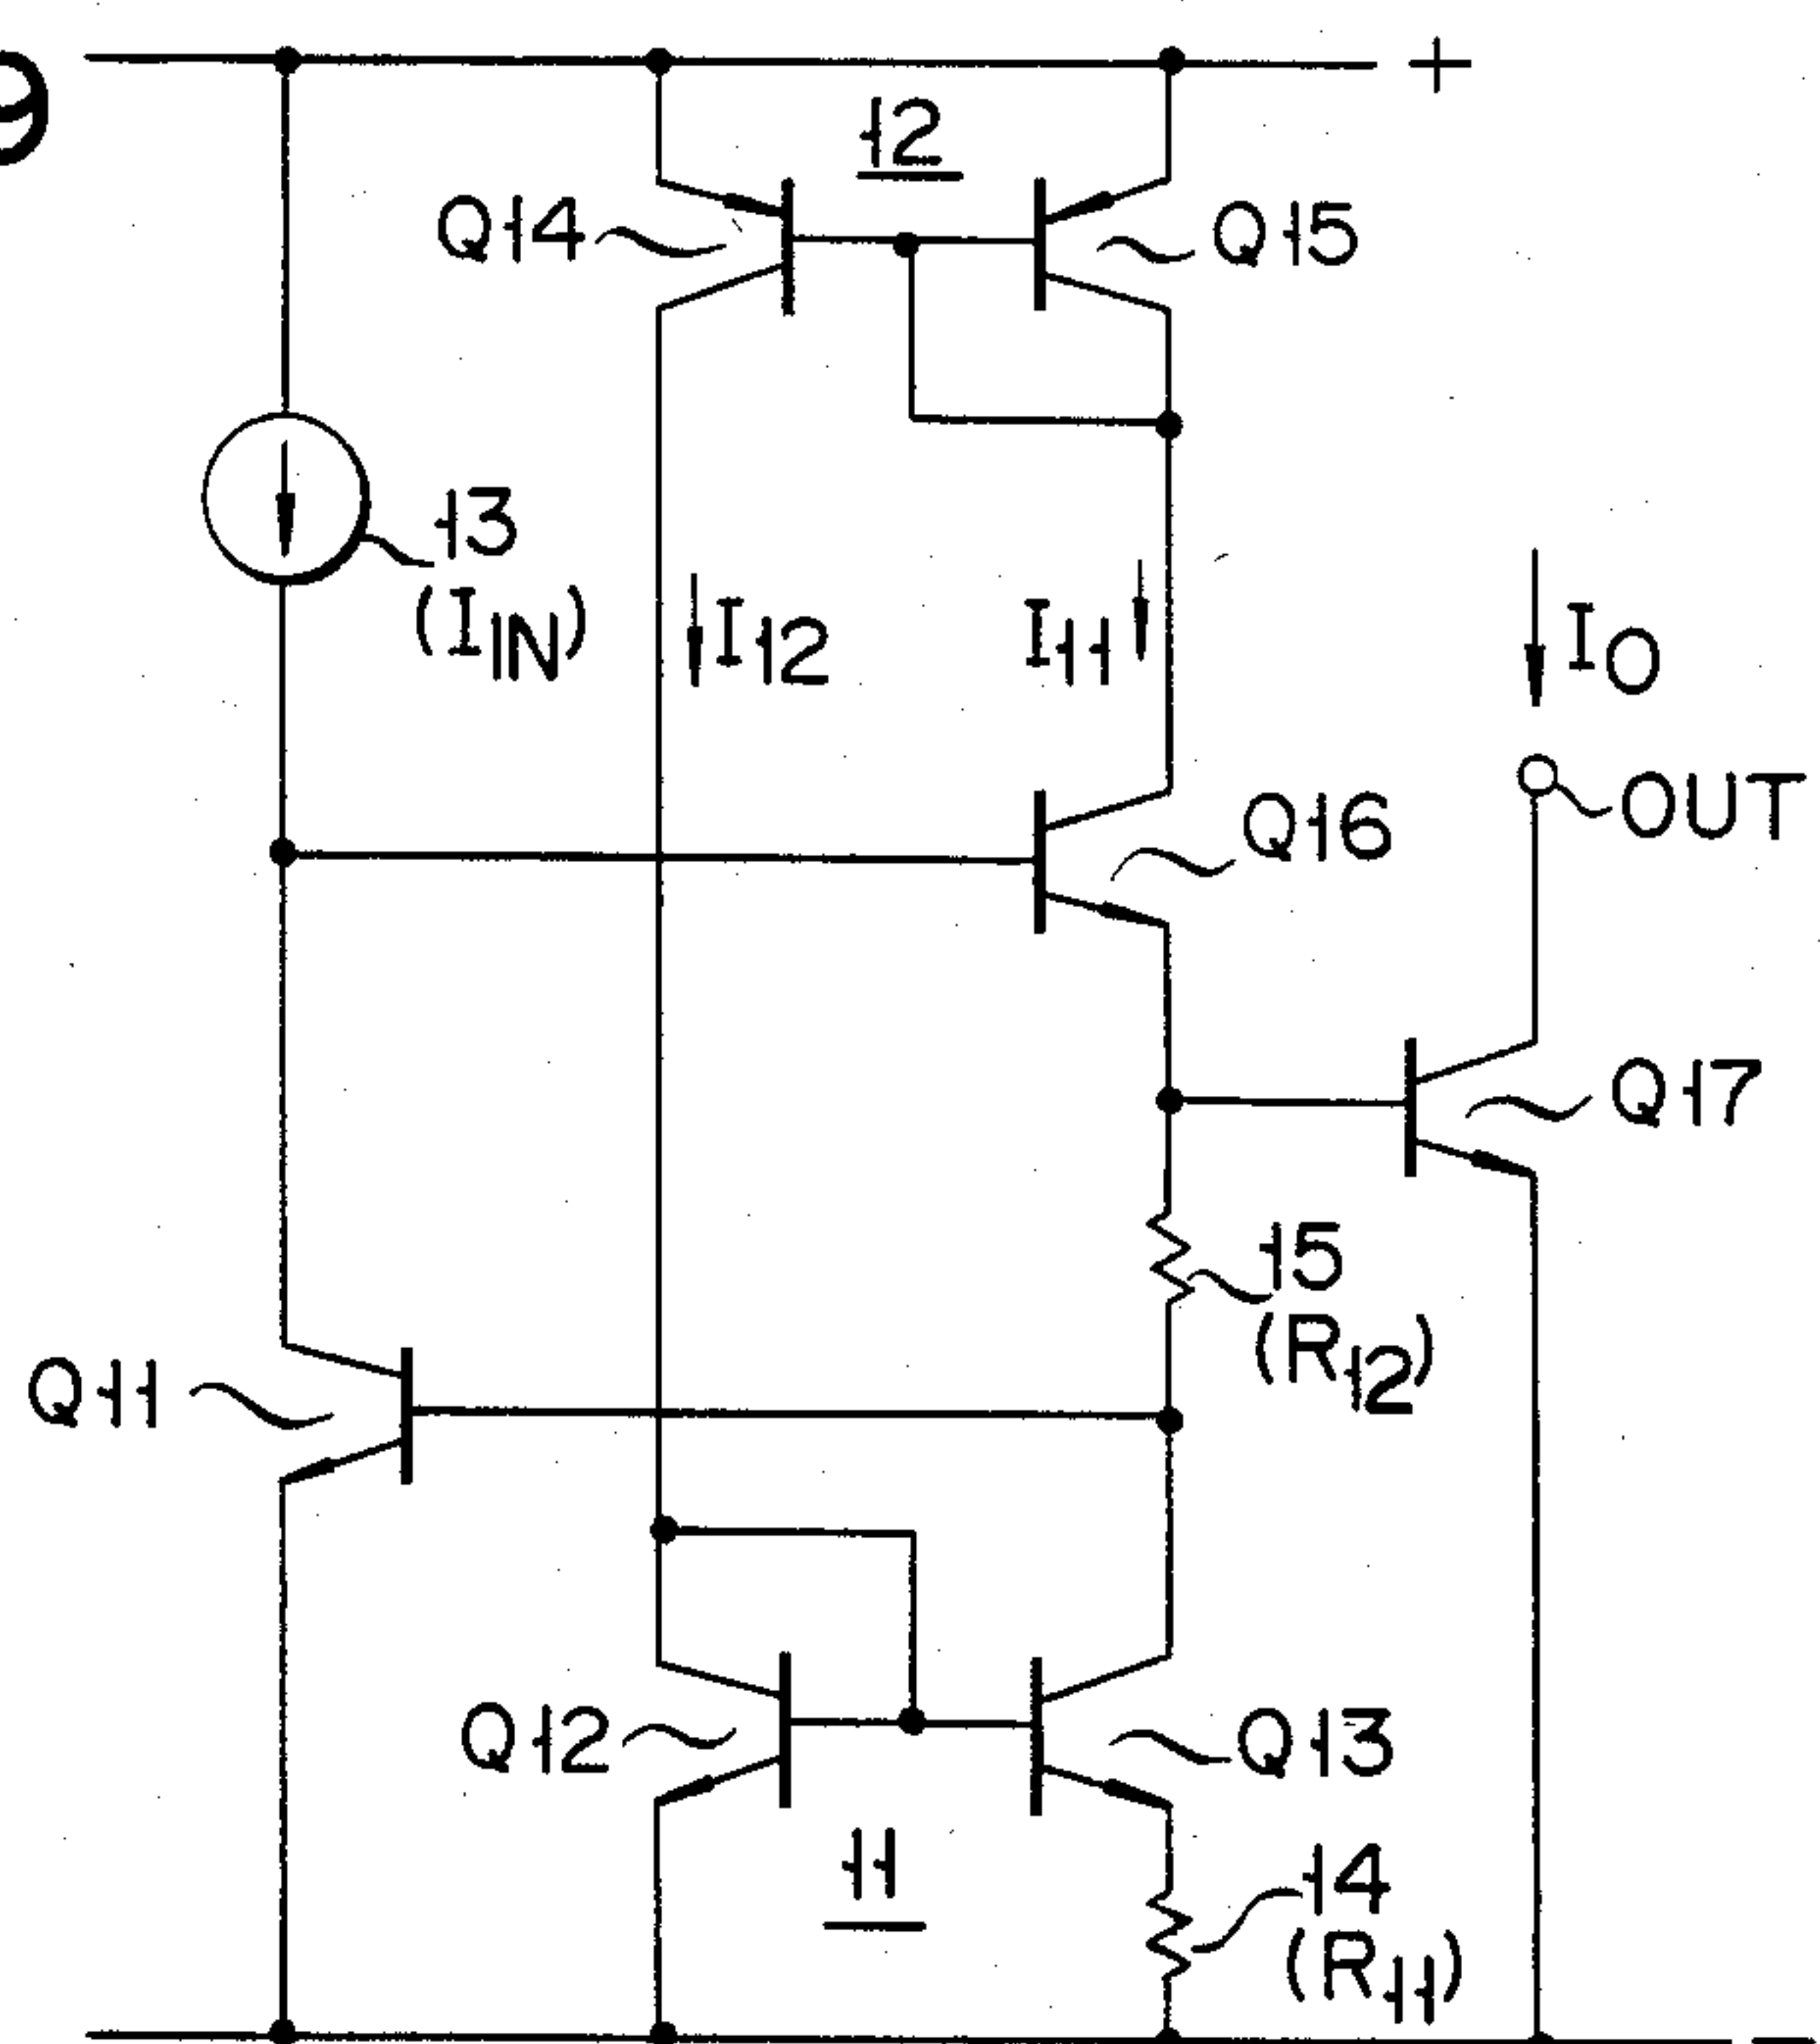 9
+
12
Q14
Q15
13
(IIN)
I12
I11
IO
OUT
Q16
Q17
15
(R12)
Q11
Q12
Q13
11
14
(R11)